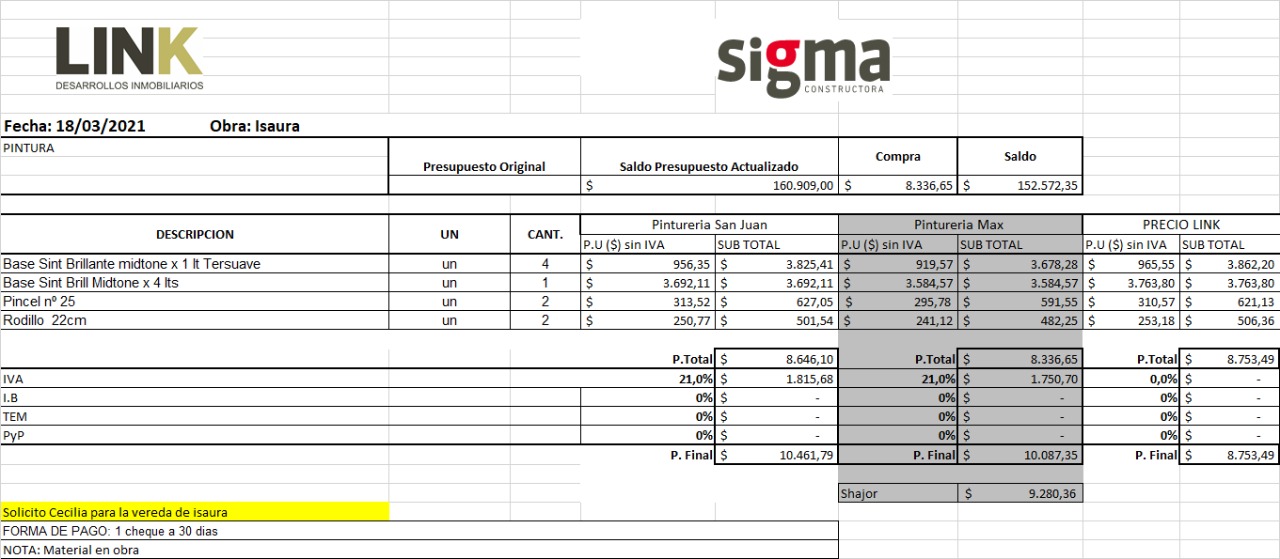 LINK
DESARROLLOS INMOBILIARIOS
sigma
CONSTRUCTORA
Fecha: 18/03/2021 Obra: Isaura
PINTURA
Presupuesto Original Saldo Presupuesto Actualizado Compra Saldo
$ 160.909,00 $ 8.336,65 $ 152.572,35
DESCRIPCION UN CANT. Pintureria San Juan Pintureria Max PRECIO LINK
P.U ($) sin IVA SUB TOTAL P.U ($) sin IVA SUB TOTAL P.U ($) sin IVA SUB TOTAL
Base Sint Brillante midtone x 1 lt Tersuave un 4 $ 956,35 $ 3.825,41 $ 919,57 $ 3.678,28 $ 965,55 $ 3.862,20
Base Sint Brill Midtone x 4 lts un 1 $ 3.692,11 $ 3.692,11 $ 3.584,57 $ 3.584,57 $ 3.763,80 $ 3.763,80
Pincel nº 25 un 2 $ 313,52 $ 627,05 $ 295,78 $ 591,55 $ 310,57 $ 621,13
Rodillo 22cm un 2 $ 250,77 $ 501,54 $ 241,12 $ 482,25 $ 253,18 $ 506,36
P.Total $ 8.646,10 P.Total $ 8.336,65 P.Total $ 8.753,49
IVA 21,0% $ 1.815,68 21,0% $ 1.750,70 0,0% $ -
I.B 0% $ - 0% $ - 0% $ -
TEM 0% $ - 0% $ - 0% $ -
PyP 0% $ - 0% $ - 0% $ -
P. Final $ 10.461,79 P. Final $ 10.087,35 P. Final $ 8.753,49
Shajor $ 9.280,36
Solicito Cecilia para la vereda de isaura
FORMA DE PAGO: 1 cheque a 30 dias
NOTA: Material en obra